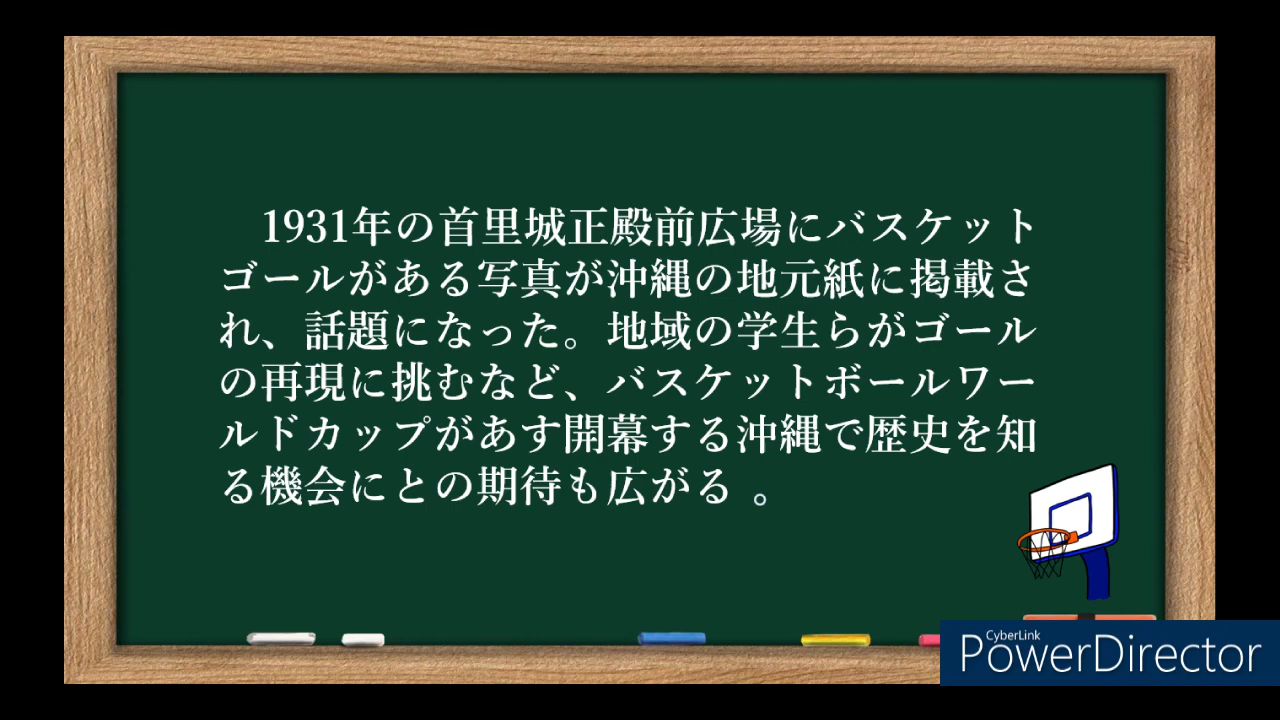 1931年の首里城正殿前広場にバスケット
ゴールがある写真が沖縄の地元紙に掲載さ
れ、話題になった。地域の学生らがゴール
の再現に挑むなど、バスケットボールワー
ルドカップがあす開幕する沖縄で歴史を知
る機会にとの期待も広がる 。
CyberLink
PowerDirector